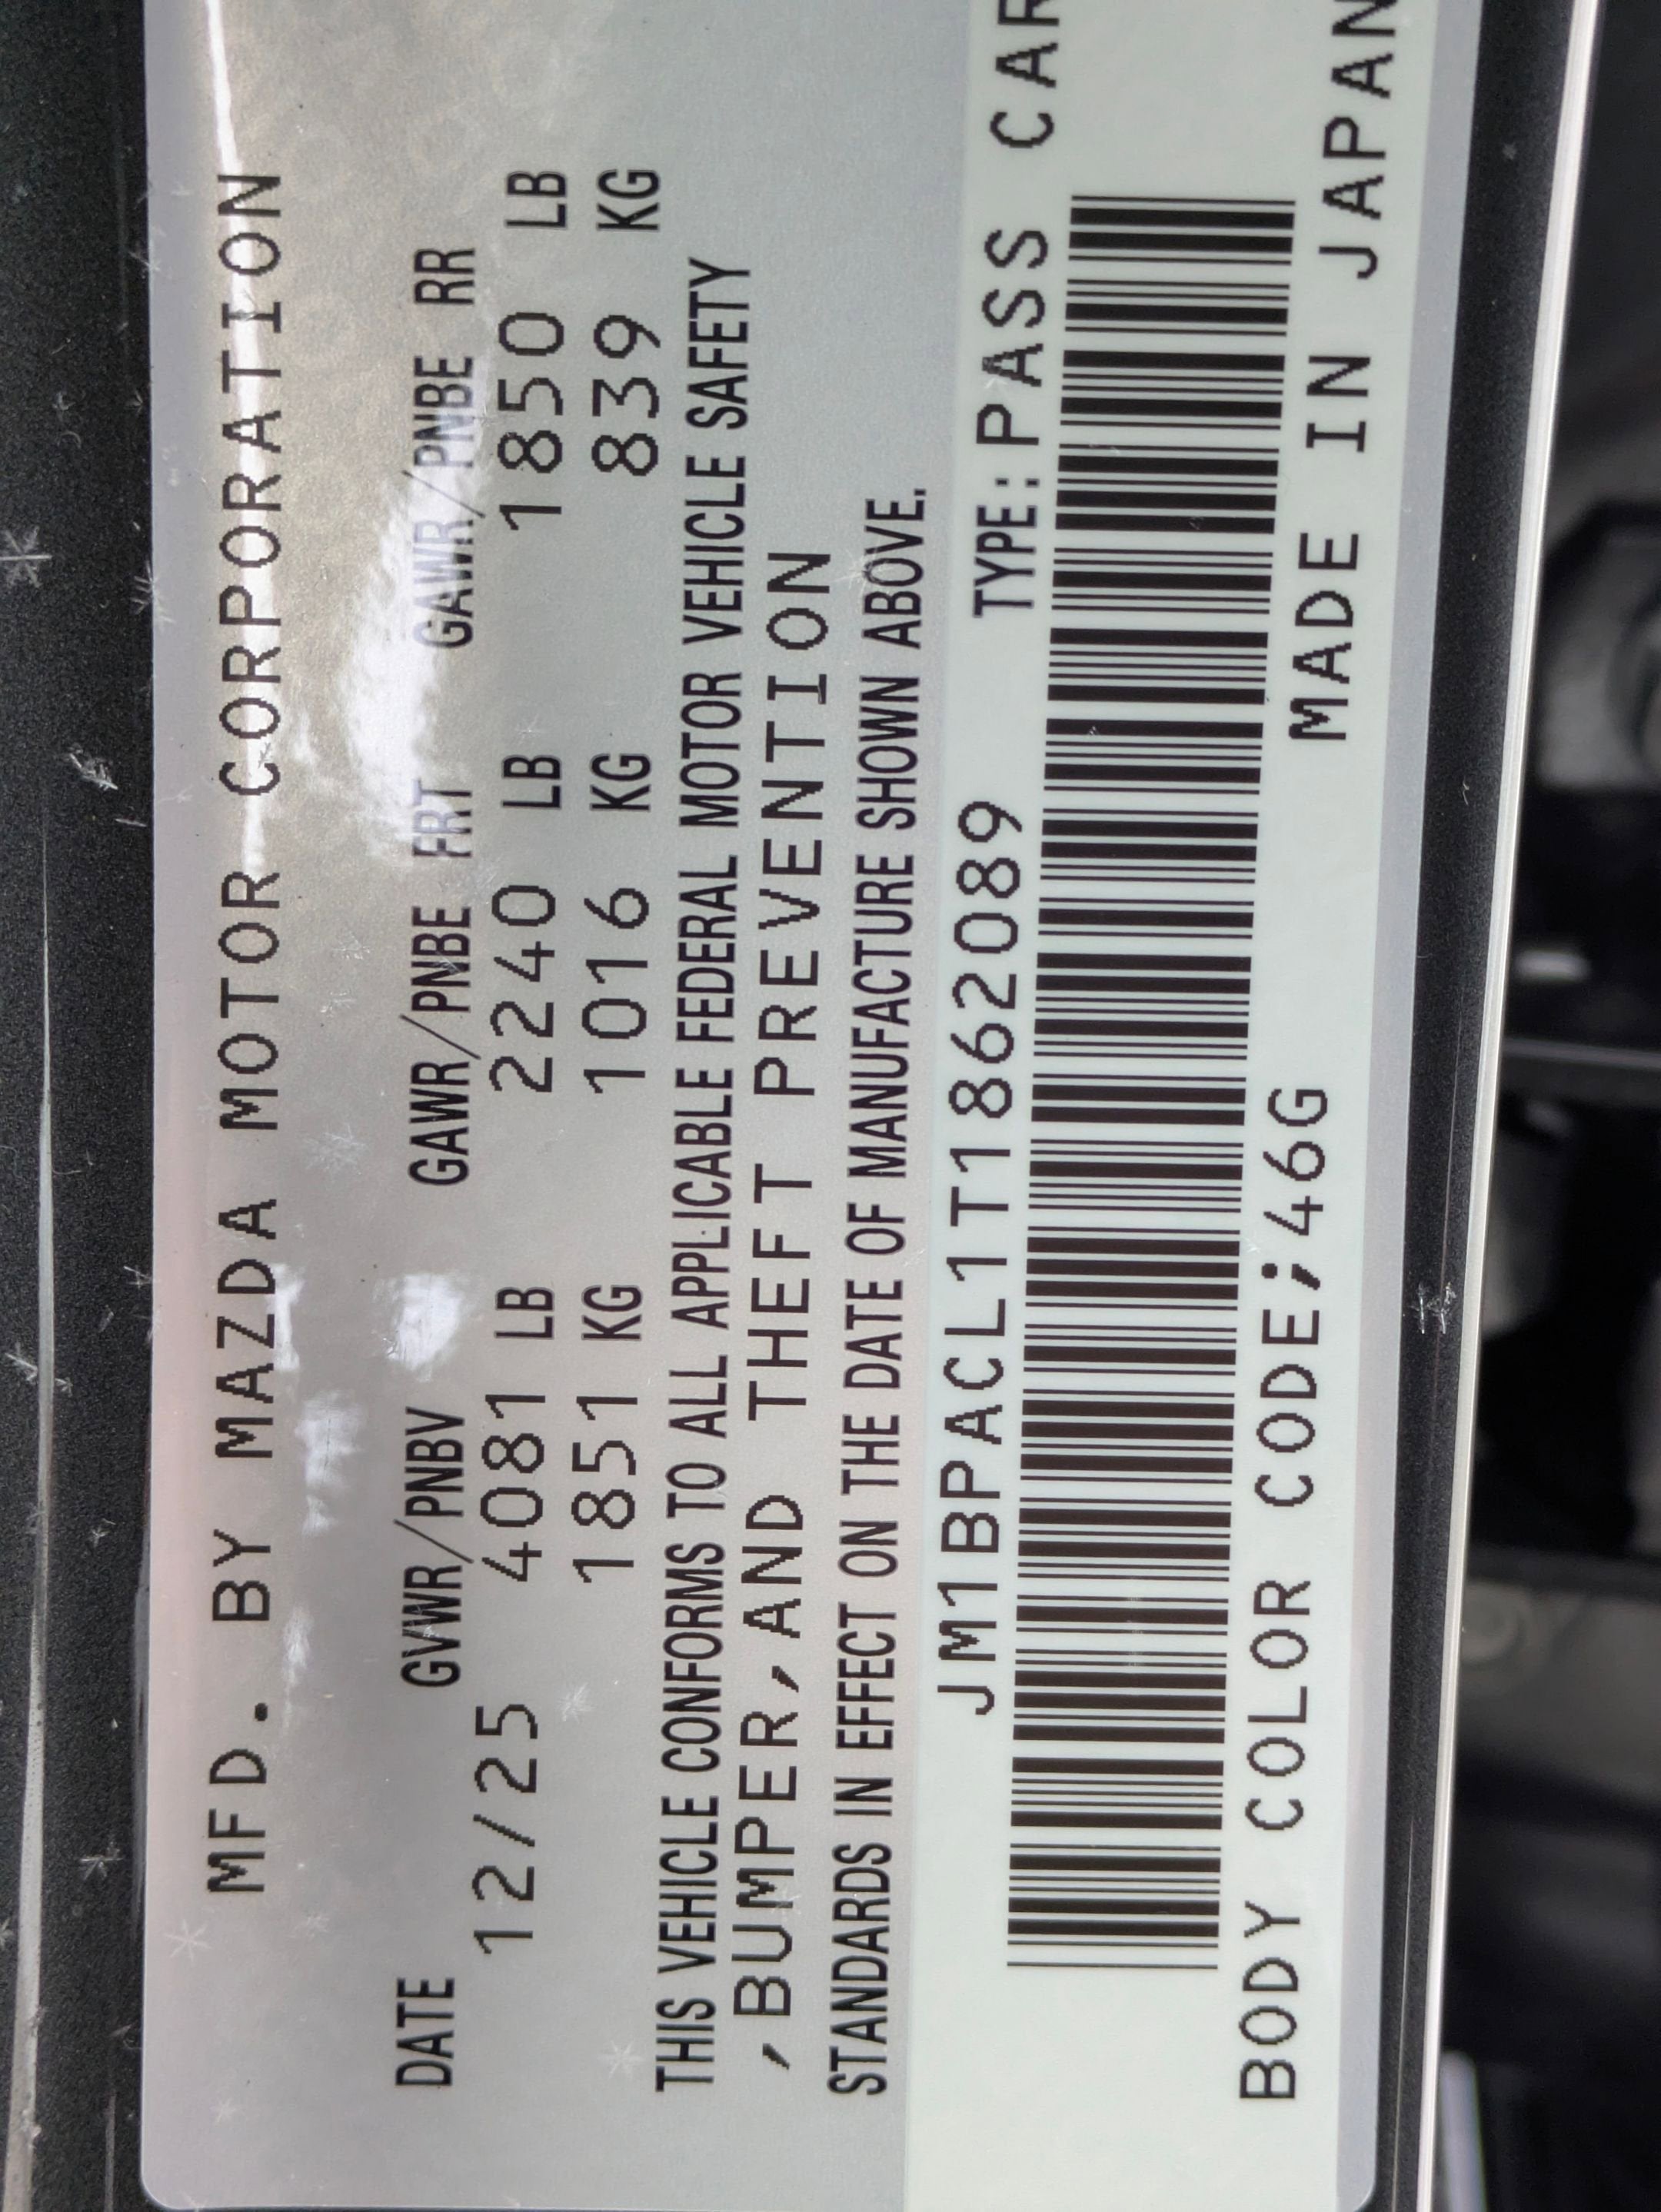 MFD. BY MAZDA MOTOR CORPORATION
DATE GVWR/PNBV GAWR/PNBE FRT GAWR/PNBE RR
12/25 4081 LB 2240 LB 1850 LB
1851 KG 1016 KG 839 KG
THIS VEHICLE CONFORMS TO ALL APPLICABLE FEDERAL MOTOR VEHICLE SAFETY
,BUMPER,AND THEFT PREVENTION
STANDARDS IN EFFECT ON THE DATE OF MANUFACTURE SHOWN ABOVE.
JM1BPACL1T1862089 TYPE:PASS CAR
BODY COLOR CODE;46G MADE IN JAPAN